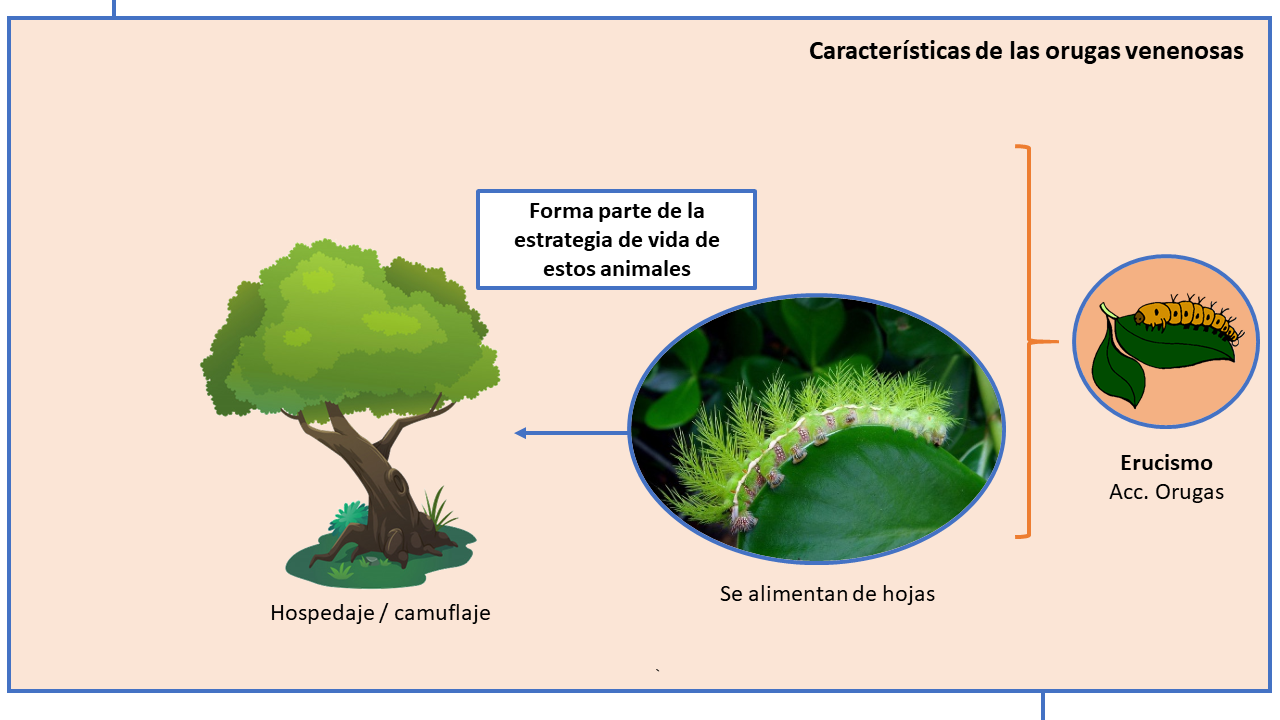 Características de las orugas venenosas
Forma parte de la
estrategia de vida de
estos animales
Erucismo
Acc. Orugas
Se alimentan de hojas
Hospedaje / camuflaje
`